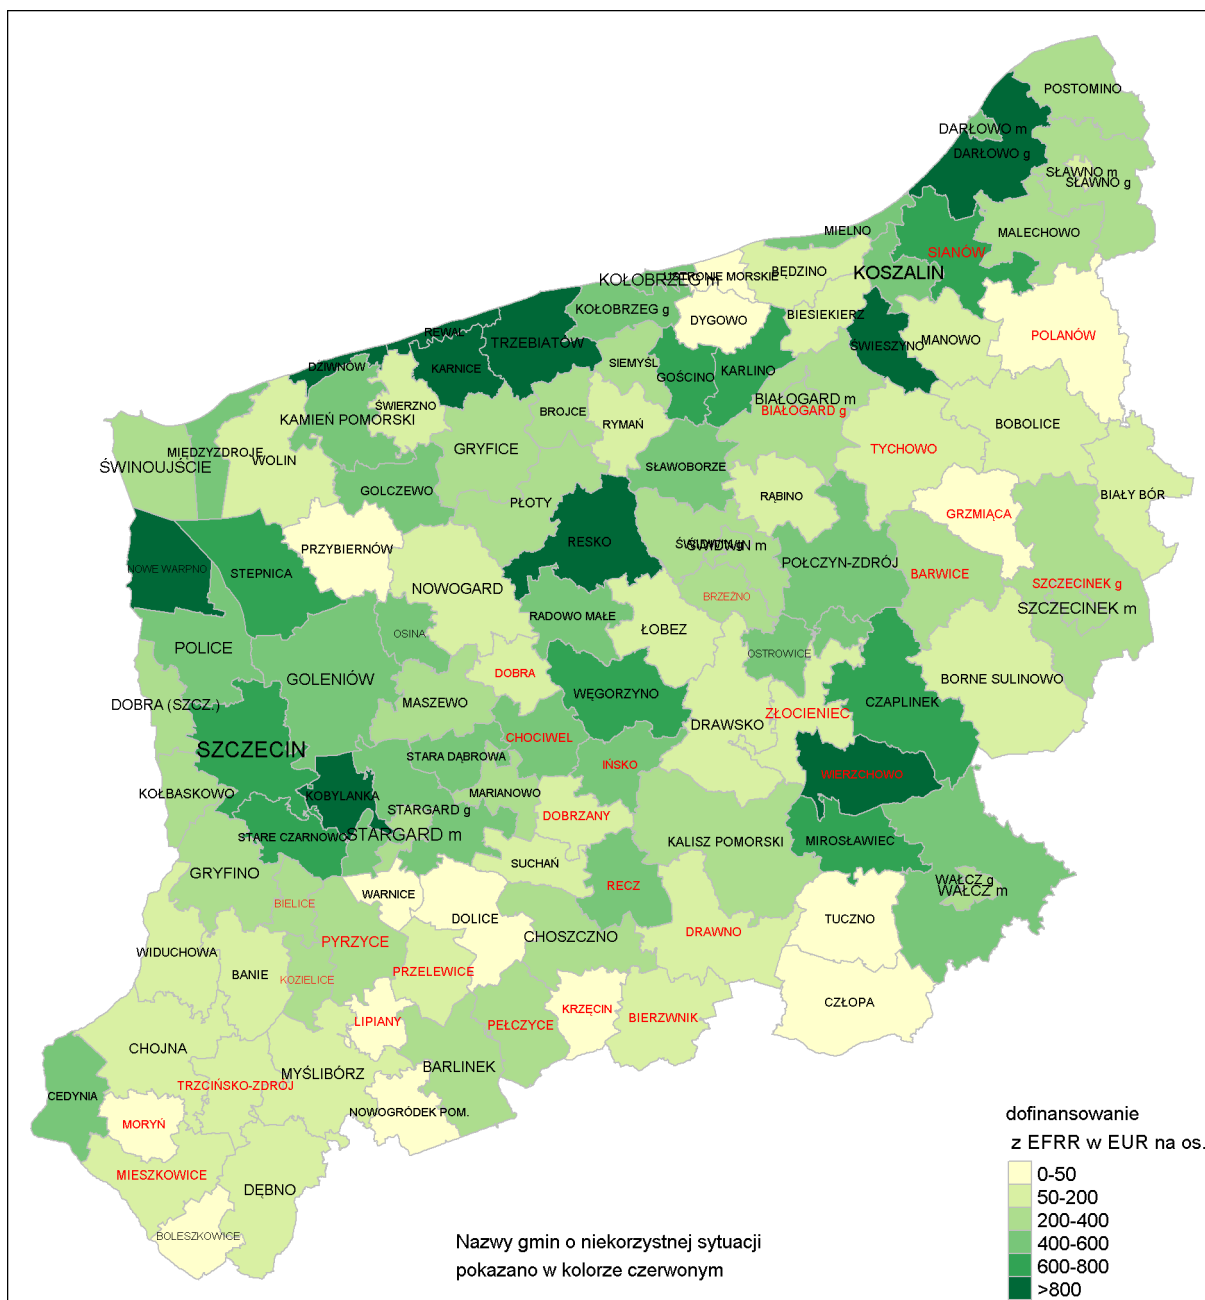 POSTOMINO
DARŁOWO m
DARŁOWO g
SŁAWNO m
SŁAWNO g
MIELNO
MALECHOWO
SIANÓW
KOSZALIN
KOŁOBRZEG m
USTRONIE MORSKIE
BĘDZINO
KOŁOBRZEG g
DYGOWO
BIESIEKIERZ
REWAL
TRZEBIATÓW
ŚWIESZYNO
MANOWO
POLANÓW
DZIWNÓW
KARNICE
SIEMYŚL
GOŚCINO
KARLINO
ŚWIERZNO
KAMIEŃ POMORSKI
BROJCE
RYMAŃ
BIAŁOGARD m
BIAŁOGARD g
BOBOLICE
MIĘDZYZDROJE
ŚWINOUJŚCIE
WOLIN
GRYFICE
TYCHOWO
SŁAWOBORZE
GOLCZEWO
PŁOTY
RĄBINO
BIAŁY BÓR
GRZMIĄCA
PRZYBIERNÓW
RESKO
ŚWIDWIN g
ŚWIDWIN m
NOWE WARPNO
STEPNICA
NOWOGARD
POŁCZYN-ZDRÓJ
BARWICE
SZCZECINEK g
SZCZECINEK m
BRZEŻNO
RADOWO MAŁE
ŁOBEZ
OSINA
POLICE
OSTROWICE
GOLENIÓW
DOBRA
WĘGORZYNO
BORNE SULINOWO
DOBRA (SZCZ.)
MASZEWO
CZAPLINEK
ZŁOCIENIEC
DRAWSKO
CHOCIWEL
SZCZECIN
STARA DĄBROWA
IŃSKO
WIERZCHOWO
KOŁBASKOWO
KOBYLANKA
MARIANOWO
STARGARD g
DOBRZANY
STARE CZARNOWO
STARGARD m
KALISZ POMORSKI
MIROSŁAWIEC
SUCHAŃ
GRYFINO
WARNICE
RECZ
WAŁCZ g
WAŁCZ m
BIELICE
DOLICE
TUCZNO
PYRZYCE
CHOSZCZNO
DRAWNO
WIDUCHOWA
BANIE
KOZIELICE
PRZELEWICE
CZŁOPA
LIPIANY
PEŁCZYCE
KRZĘCIN
BIERZWNIK
CHOJNA
MYŚLIBÓRZ
BARLINEK
TRZCIŃSKO-ZDRÓJ
CEDYNIA
NOWOGRÓDEK POM.
MORYŃ
MIESZKOWICE
DĘBNO
BOLESZKOWICE
Nazwy gmin o niekorzystnej sytuacji
pokazano w kolorze czerwonym
dofinansowanie
z EFRR w EUR na os.
0-50
50-200
200-400
400-600
600-800
>800